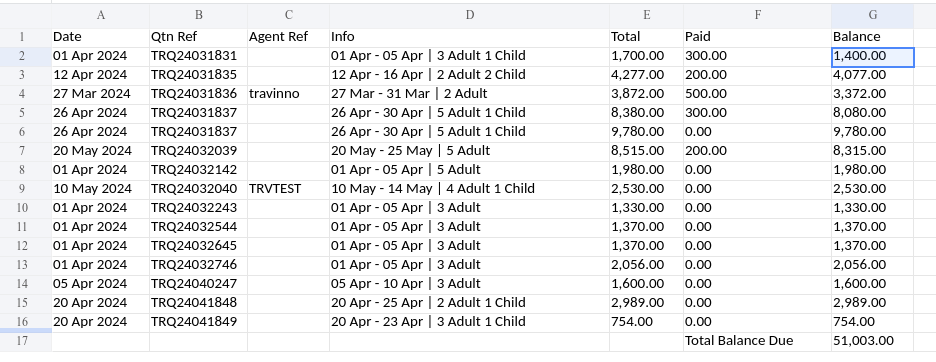 A B C D E F G
1 Date Qtn Ref Agent Ref Info Total Paid Balance
2 01 Apr 2024 TRQ24031831 01 Apr - 05 Apr | 3 Adult 1 Child 1,700.00 300.00 1,400.00
3 12 Apr 2024 TRQ24031835 12 Apr - 16 Apr | 2 Adult 2 Child 4,277.00 200.00 4,077.00
4 27 Mar 2024 TRQ24031836 travinno 27 Mar - 31 Mar | 2 Adult 3,872.00 500.00 3,372.00
5 26 Apr 2024 TRQ24031837 26 Apr - 30 Apr | 5 Adult 1 Child 8,380.00 300.00 8,080.00
6 26 Apr 2024 TRQ24031837 26 Apr - 30 Apr | 5 Adult 1 Child 9,780.00 0.00 9,780.00
7 20 May 2024 TRQ24032039 20 May - 25 May | 5 Adult 8,515.00 200.00 8,315.00
8 01 Apr 2024 TRQ24032142 01 Apr - 05 Apr | 5 Adult 1,980.00 0.00 1,980.00
9 10 May 2024 TRQ24032040 TRVTEST 10 May - 14 May | 4 Adult 1 Child 2,530.00 0.00 2,530.00
10 01 Apr 2024 TRQ24032243 01 Apr - 05 Apr | 3 Adult 1,330.00 0.00 1,330.00
11 01 Apr 2024 TRQ24032544 01 Apr - 05 Apr | 3 Adult 1,370.00 0.00 1,370.00
12 01 Apr 2024 TRQ24032645 01 Apr - 05 Apr | 3 Adult 1,370.00 0.00 1,370.00
13 01 Apr 2024 TRQ24032746 01 Apr - 05 Apr | 3 Adult 2,056.00 0.00 2,056.00
14 05 Apr 2024 TRQ24040247 05 Apr - 10 Apr | 3 Adult 1,600.00 0.00 1,600.00
15 20 Apr 2024 TRQ24041848 20 Apr - 25 Apr | 2 Adult 1 Child 2,989.00 0.00 2,989.00
16 20 Apr 2024 TRQ24041849 20 Apr - 23 Apr | 3 Adult 1 Child 754.00 0.00 754.00
17 Total Balance Due 51,003.00